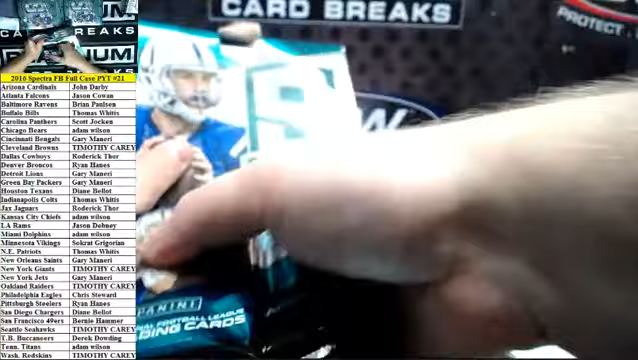 CARD BREAKS
PROTECT
2016 Spectra FB Full Case PYT #21
Arizona Cardinals John Darby
Atlanta Falcons Jason Cowan
Baltimore Ravens Brian Paulsen
Buffalo Bills Thomas Whitis
Carolina Panthers Scott Jocken
Chicago Bears adam wilson
Cincinnati Bengals Gary Maneri
Cleveland Browns TIMOTHY CAREY
Dallas Cowboys Roderick Thor
Denver Broncos Ryan Hanes
Detroit Lions Gary Maneri
Green Bay Packers Gary Maneri
Houston Texans Diane Bellot
Indianapolis Colts Thomas Whitis
Jax Jaguars Roderick Thor
Kansas City Chiefs adam wilson
LA Rams Jason Debney
Miami Dolphins adam wilson
Minnesota Vikings Sokrat Grigorian
N.E. Patriots Thomas Whitis
New Orleans Saints Gary Maneri
New York Giants TIMOTHY CAREY
New York Jets Gary Maneri
Oakland Raiders TIMOTHY CAREY
Philadelphia Eagles Chris Steward
Pittsburgh Steelers Ryan Hanes
San Diego Chargers Diane Bellot
San Francisco 49ers Bernie Hammer
Seattle Seahawks TIMOTHY CAREY
T.B. Buccaneers Derek Dowding
Tenn. Titans adam wilson
Wash. Redskins TIMOTHY CAREY
PANINI
NAL FOOTBALL LEAGUE
DING CARDS